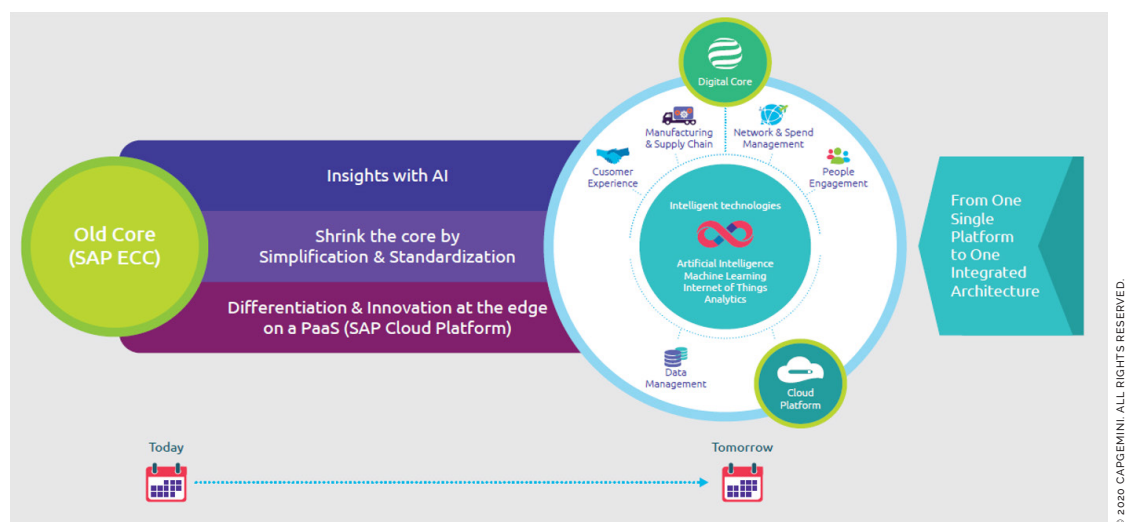 Old Core
(SAP ECC)
Insights with AI
Shrink the core by
Simplification & Standardization
Differentiation & Innovation at the edge
on a PaaS (SAP Cloud Platform)
Digital Core
Manufacturing
& Supply Chain
Network & Spend
Management
Cusomer
Experience
People
Engagement
Intelligent technologies
Artificial Intelligence
Machine Learning
Internet of Things
Analytics
Data
Management
Cloud
Platform
From One
Single
Platform
to One
Integrated
Architecture
Today
Tomorrow
© 2020 CAPGEMINI. ALL RIGHTS RESERVED.